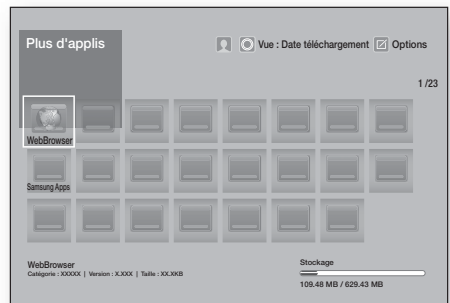 Plus d'applis
Vue : Date téléchargement Options
1 /23
WebBrowser
Samsung Apps
WebBrowser
Catégorie : XXXXX | Version : X.XXX | Taille : XX.XKB
Stockage
109.48 MB / 629.43 MB